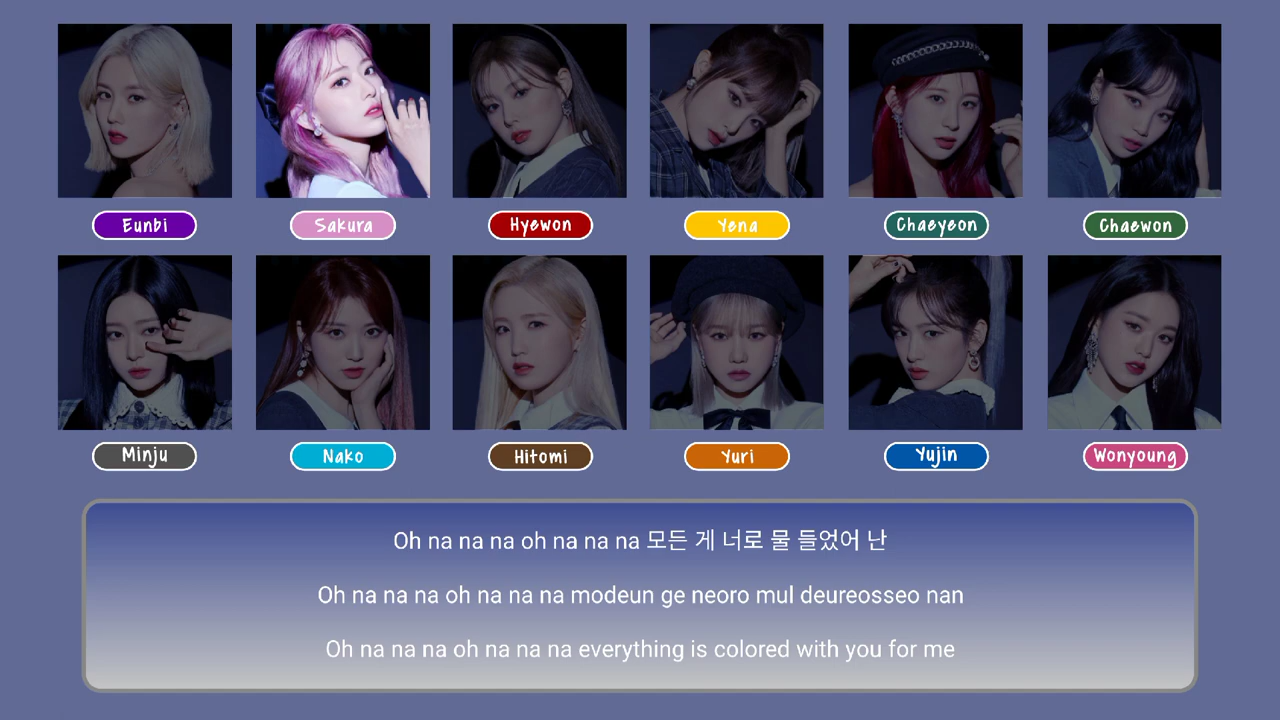 Eunbi Sakura Hyewon Yena Chaeyeon Chaewon
Minju Nako Hitomi Yuri Yujin Wonyoung
Oh na na na oh na na na 모든 게 너로 물 들었어 난
Oh na na na oh na na na modeun ge neoro mul deureosseo nan
Oh na na na oh na na na everything is colored with you for me